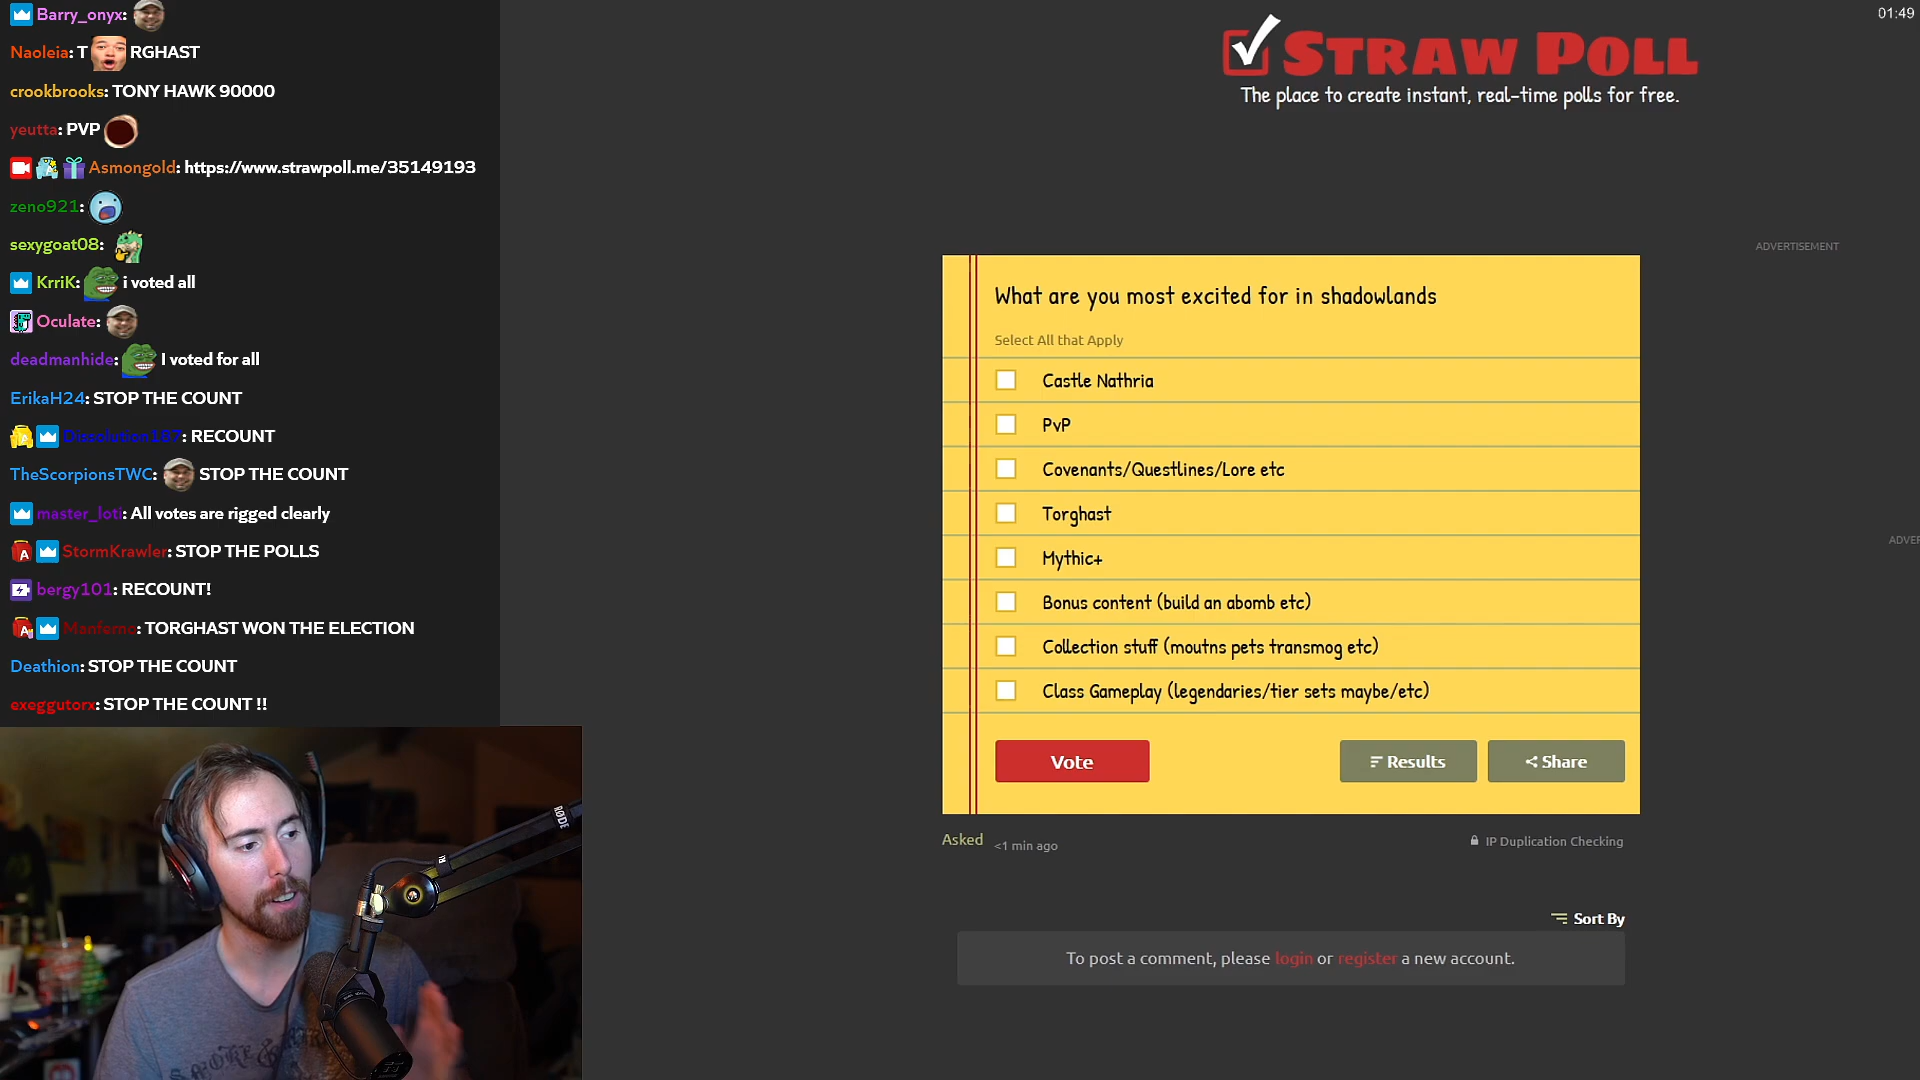 Barry_onyx:
Naoleia: T RGHAST
crookbrooks: TONY HAWK 90000
yeutta: PVP
Asmongold: https://www.strawpoll.me/35149193
zeno921:
sexygoat08:
KrriK: i voted all
Oculate:
deadmanhide: I voted for all
ErikaH24: STOP THE COUNT
Dissolution187: RECOUNT
TheScorpionsTWC: STOP THE COUNT
master_loti: All votes are rigged clearly
StormKrawler: STOP THE POLLS
bergy101: RECOUNT!
Manferno: TORGHAST WON THE ELECTION
Deathion: STOP THE COUNT
exeggutorx: STOP THE COUNT !!
RØDE
01:49
STRAW POLL
The place to create instant, real-time polls for free.
ADVERTISEMENT
What are you most excited for in shadowlands
Select All that Apply
Castle Nathria
PvP
Covenants/Questlines/Lore etc
Torghast
Mythic+
Bonus content (build an abomb etc)
Collection stuff (moutns pets transmog etc)
Class Gameplay (legendaries/tier sets maybe/etc)
Vote
Results
Share
ADVER
Asked <1 min ago
IP Duplication Checking
Sort By
To post a comment, please login or register a new account.